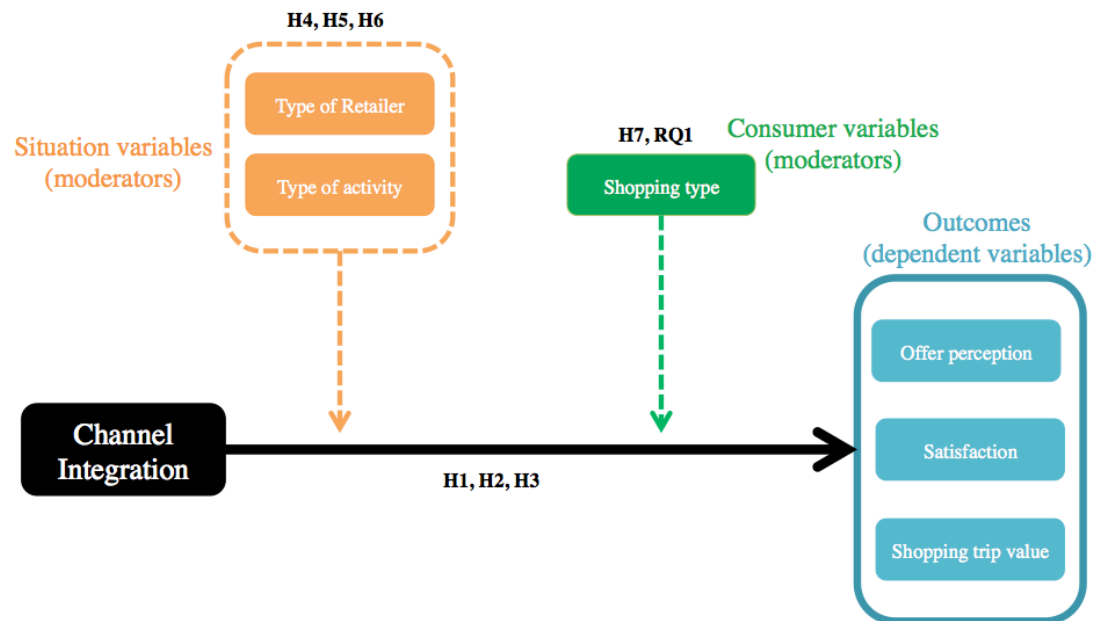 H4, H5, H6
Type of Retailer
Situation variables
(moderators)
Type of activity
H7, RQ1
Consumer variables
(moderators)
Shopping type
Outcomes
(dependent variables)
Offer perception
Channel
Integration
Satisfaction
H1, H2, H3
Shopping trip value